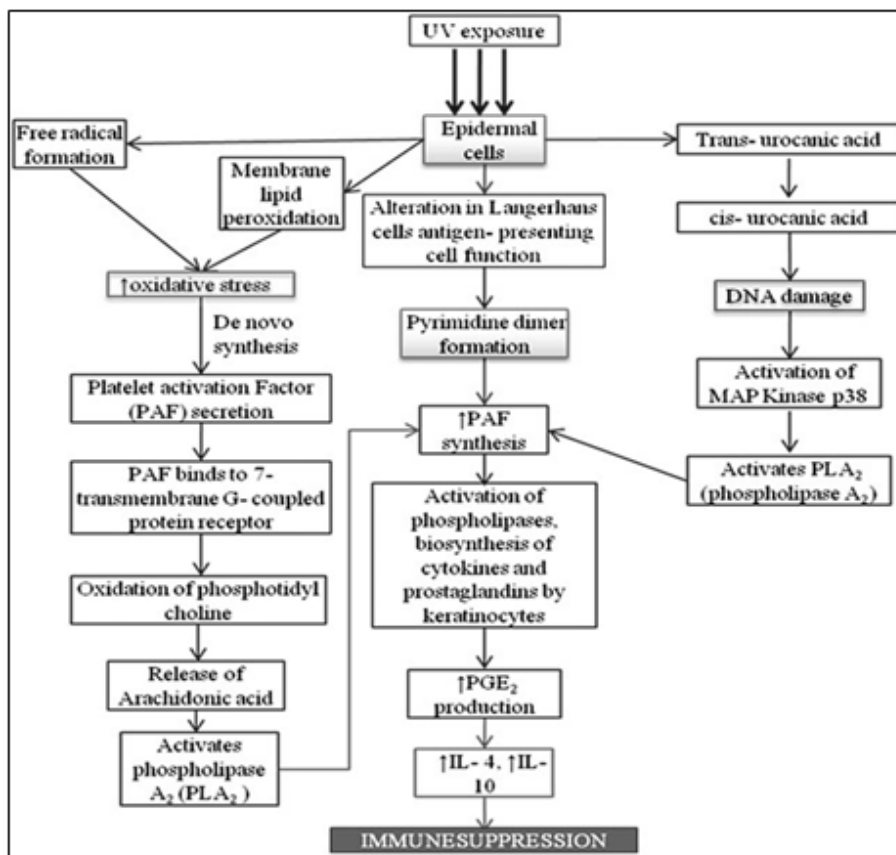 UV exposure
Epidermal
cells
Free radical
formation
Membrane
lipid
peroxidation
↑oxidative stress
De novo
synthesis
Platelet activation Factor
(PAF) secretion
PAF binds to 7-
transmembrane G- coupled
protein receptor
Oxidation of phosphotidyl
choline
Release of
Arachidonic acid
Activates
phospholipase
A₂ (PLA₂ )
Alteration in Langerhans
cells antigen- presenting
cell function
Pyrimidine dimer
formation
↑PAF
synthesis
Activation of
phospholipases,
biosynthesis of
cytokines and
prostaglandins by
keratinocytes
↑PGE₂
production
↑IL- 4, ↑IL-
10
IMMUNESUPPRESSION
Trans- urocanic acid
cis- urocanic acid
DNA damage
Activation of
MAP Kinase p38
Activates PLA₂
(phospholipase A₂)